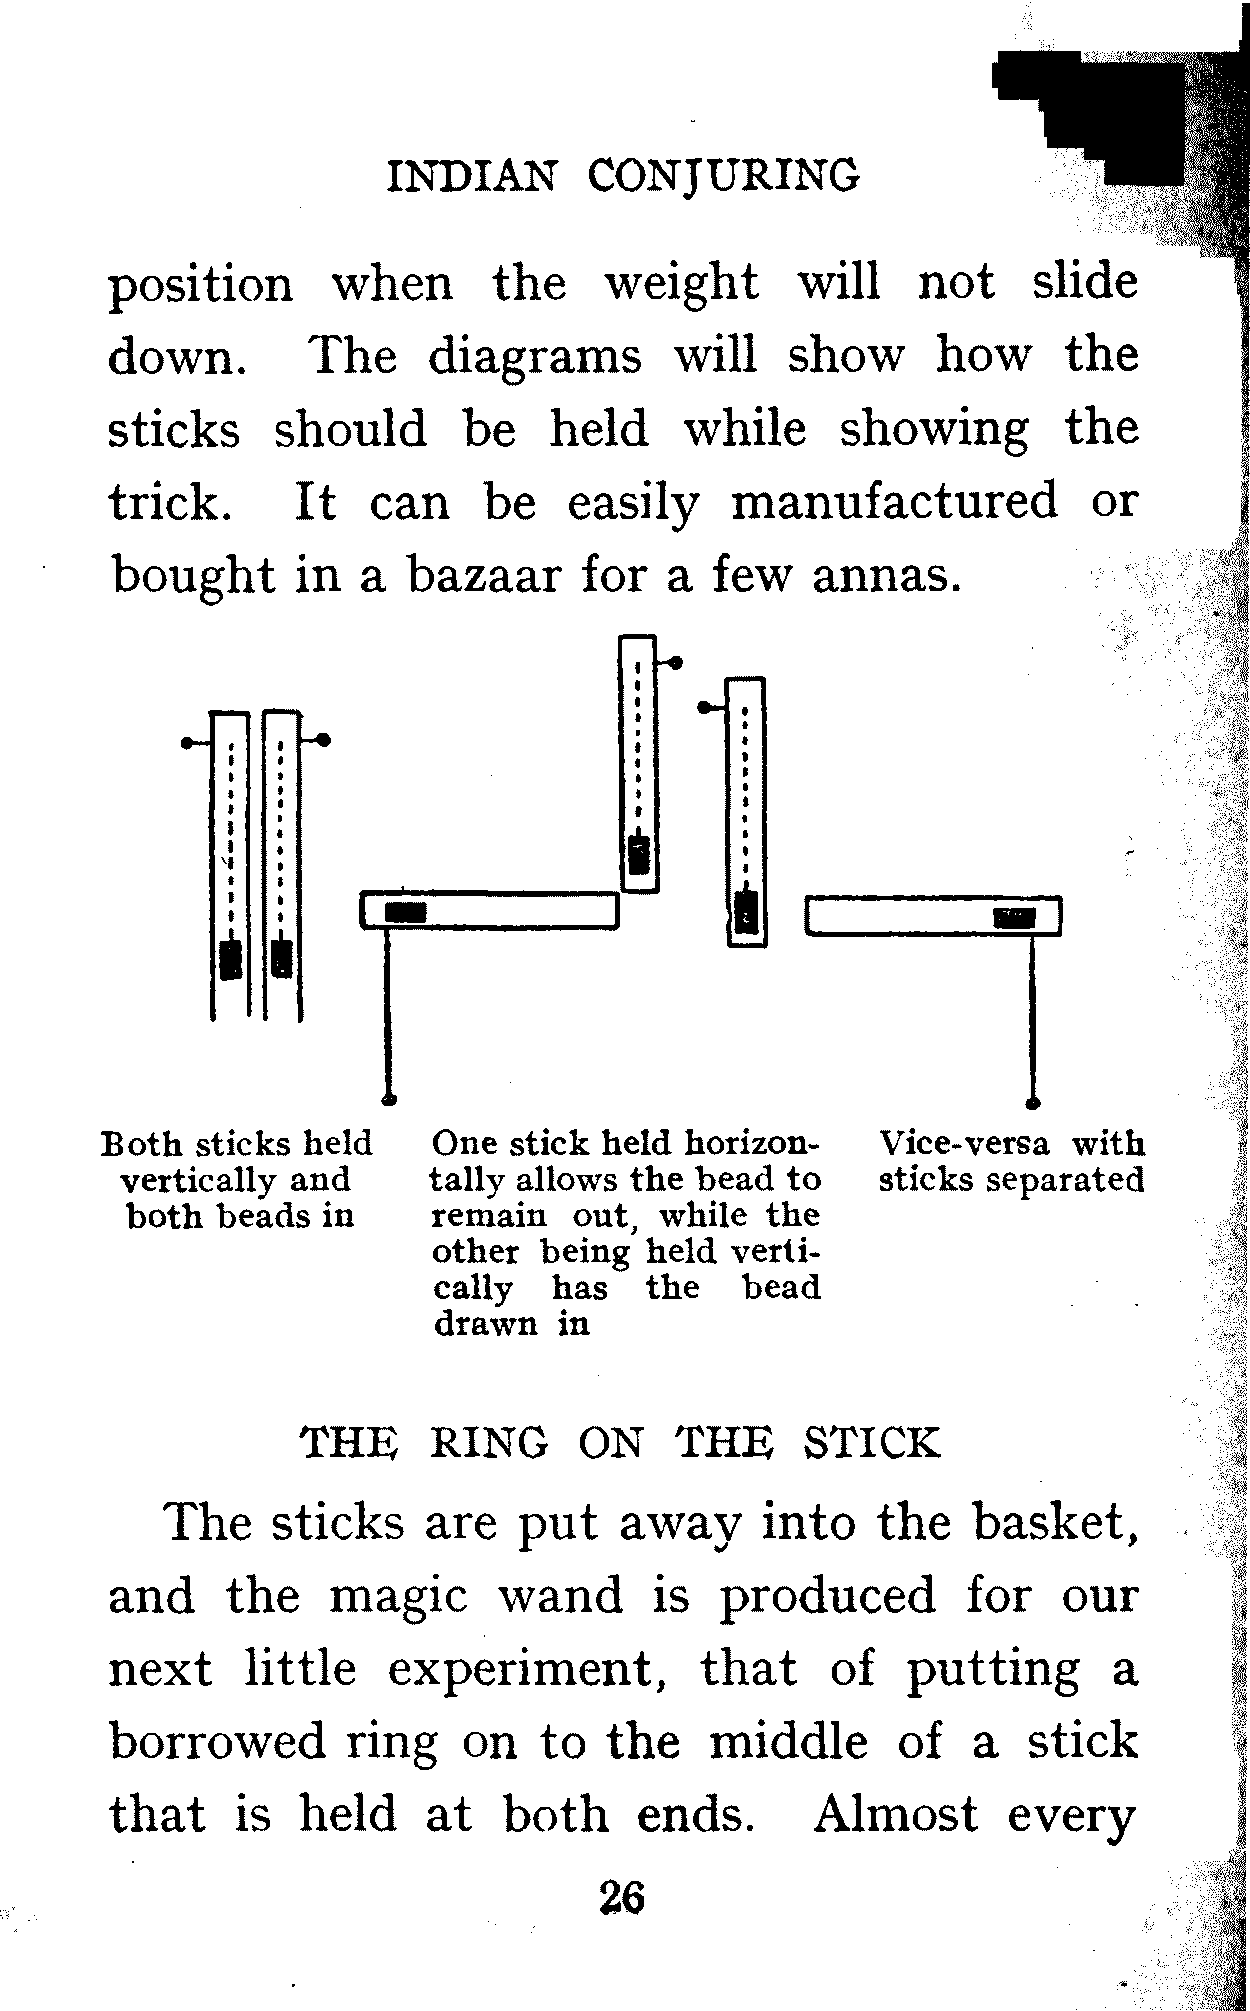 INDIAN CONJURING
position when the weight will not slide
down. The diagrams will show how the
sticks should be held while showing the
trick. It can be easily manufactured or
bought in a bazaar for a few annas.
Both sticks held
vertically and
both beads in
One stick held horizon-
tally allows the bead to
remain out, while the
other being held verti-
cally has the bead
drawn in
Vice-versa with
sticks separated
THE RING ON THE STICK
The sticks are put away into the basket,
and the magic wand is produced for our
next little experiment, that of putting a
borrowed ring on to the middle of a stick
that is held at both ends. Almost every
26